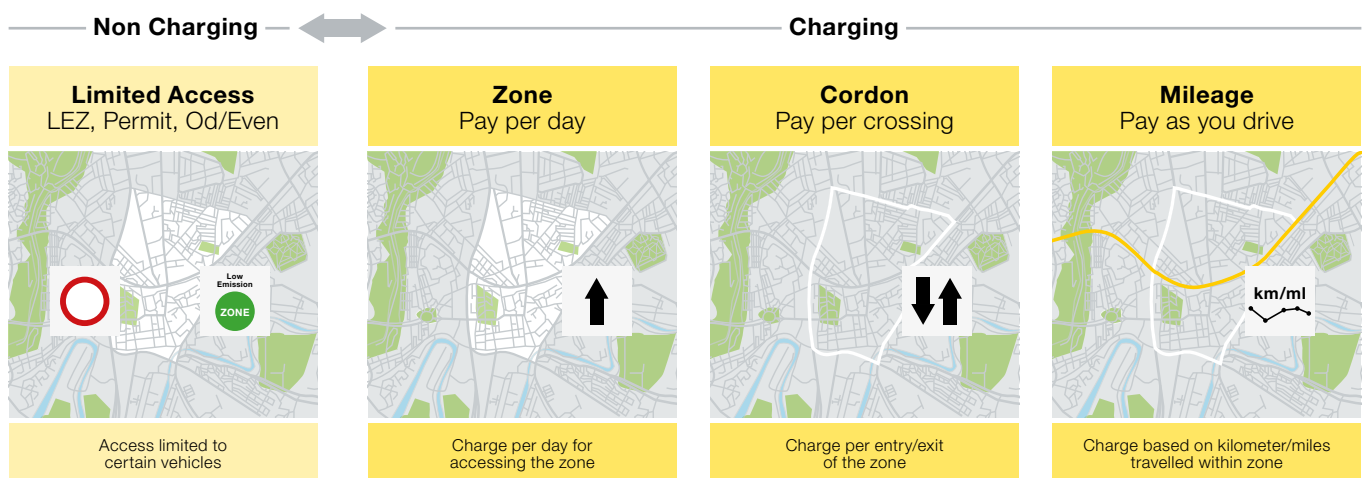 Non Charging
Charging
Limited Access
LEZ, Permit, Od/Even
Low
Emission
ZONE
Access limited to
certain vehicles
Zone
Pay per day
Charge per day for
accessing the zone
Cordon
Pay per crossing
Charge per entry/exit
of the zone
Mileage
Pay as you drive
km/ml
Charge based on kilometer/miles
travelled within zone